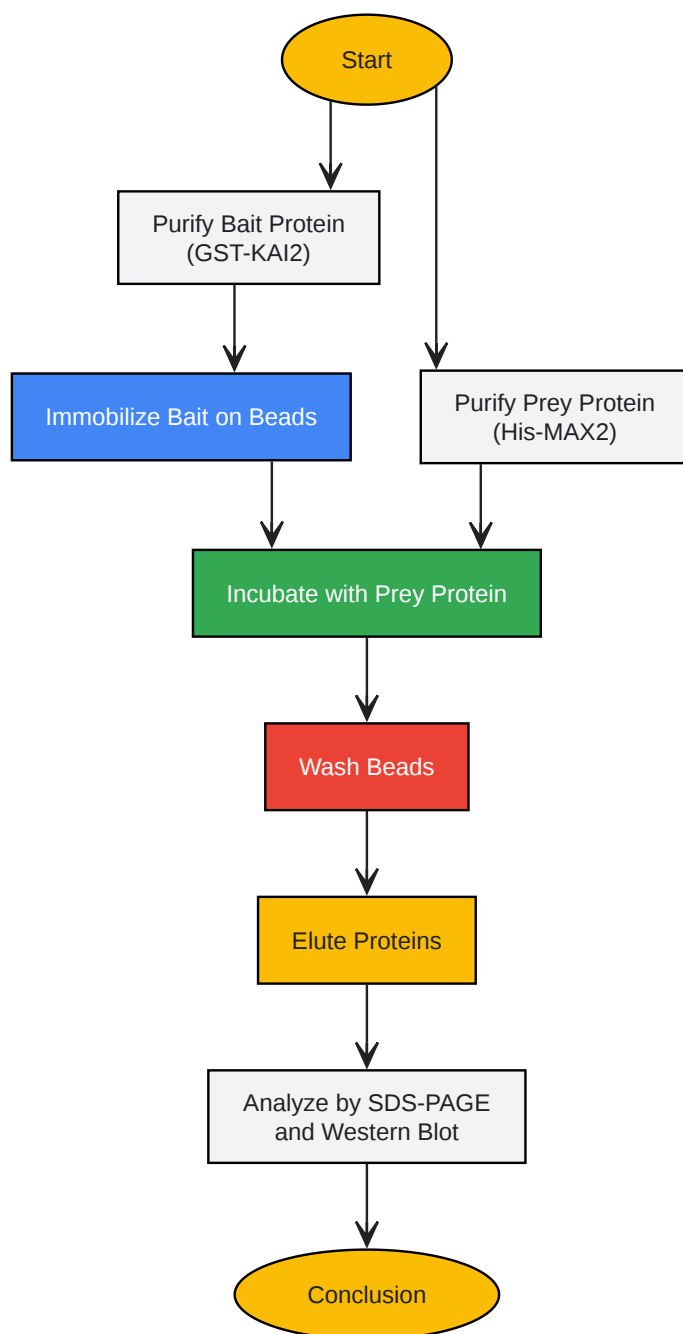 Start
Purify Bait Protein
(GST-KAI2)
Immobilize Bait on Beads
Purify Prey Protein
(His-MAX2)
Incubate with Prey Protein
Wash Beads
Elute Proteins
Analyze by SDS-PAGE
and Western Blot
Conclusion